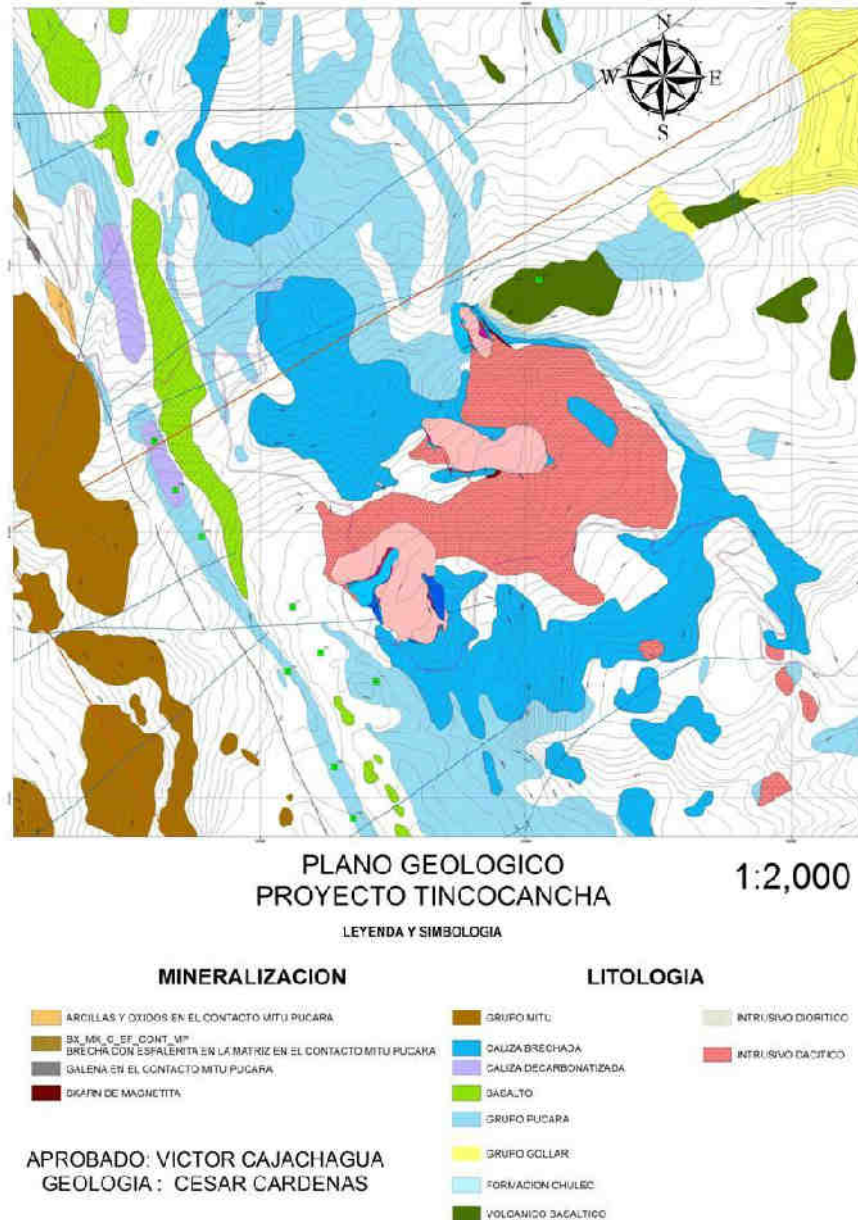 N
W E
S
PLANO GEOLOGICO
PROYECTO TINCOCANCHA
1:2,000
LEYENDA Y SIMBOLOGIA
MINERALIZACION
ARCILLAS Y OXIDOS EN EL CONTACTO MITU PUCARA
BRECHA CON ESFALERITA EN LA MATRIZ EN EL CONTACTO MITU PUCARA
GALENA EN EL CONTACTO MITU PUCARA
SKARN DE MAGNETITA
LITOLOGIA
GRUPO MITU
CALIZA BRECHADA
CALIZA DECARBONATIZADA
BASALTO
GRUPO PUCARA
GRUPO GOLLAR
FORMACION CHULEC
VOLCANICO BASALTICO
INTRUSIVO DIORITICO
INTRUSIVO DACITICO
APROBADO: VICTOR CAJACHAGUA
GEOLOGIA : CESAR CARDENAS